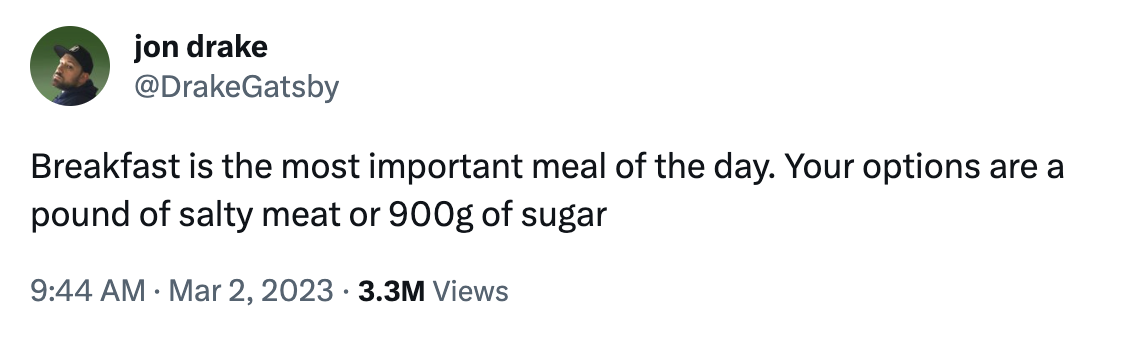 jon drake
@DrakeGatsby
Breakfast is the most important meal of the day. Your options are a
pound of salty meat or 900g of sugar
9:44 AM · Mar 2, 2023 · 3.3M Views